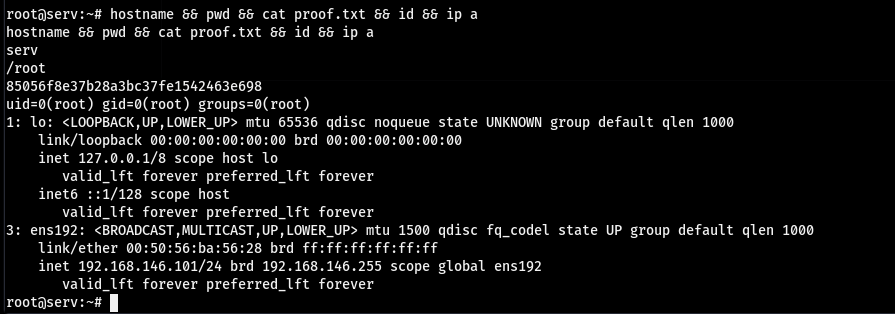 root@serv:~# hostname && pwd && cat proof.txt && id && ip a
hostname && pwd && cat proof.txt && id && ip a
serv
/root
85056f8e37b28a3bc37fe1542463e698
uid=0(root) gid=0(root) groups=0(root)
1: lo: <LOOPBACK,UP,LOWER_UP> mtu 65536 qdisc noqueue state UNKNOWN group default qlen 1000
    link/loopback 00:00:00:00:00:00 brd 00:00:00:00:00:00
    inet 127.0.0.1/8 scope host lo
       valid_lft forever preferred_lft forever
    inet6 ::1/128 scope host
       valid_lft forever preferred_lft forever
3: ens192: <BROADCAST,MULTICAST,UP,LOWER_UP> mtu 1500 qdisc fq_codel state UP group default qlen 1000
    link/ether 00:50:56:ba:56:28 brd ff:ff:ff:ff:ff:ff
    inet 192.168.146.101/24 brd 192.168.146.255 scope global ens192
       valid_lft forever preferred_lft forever
root@serv:~#